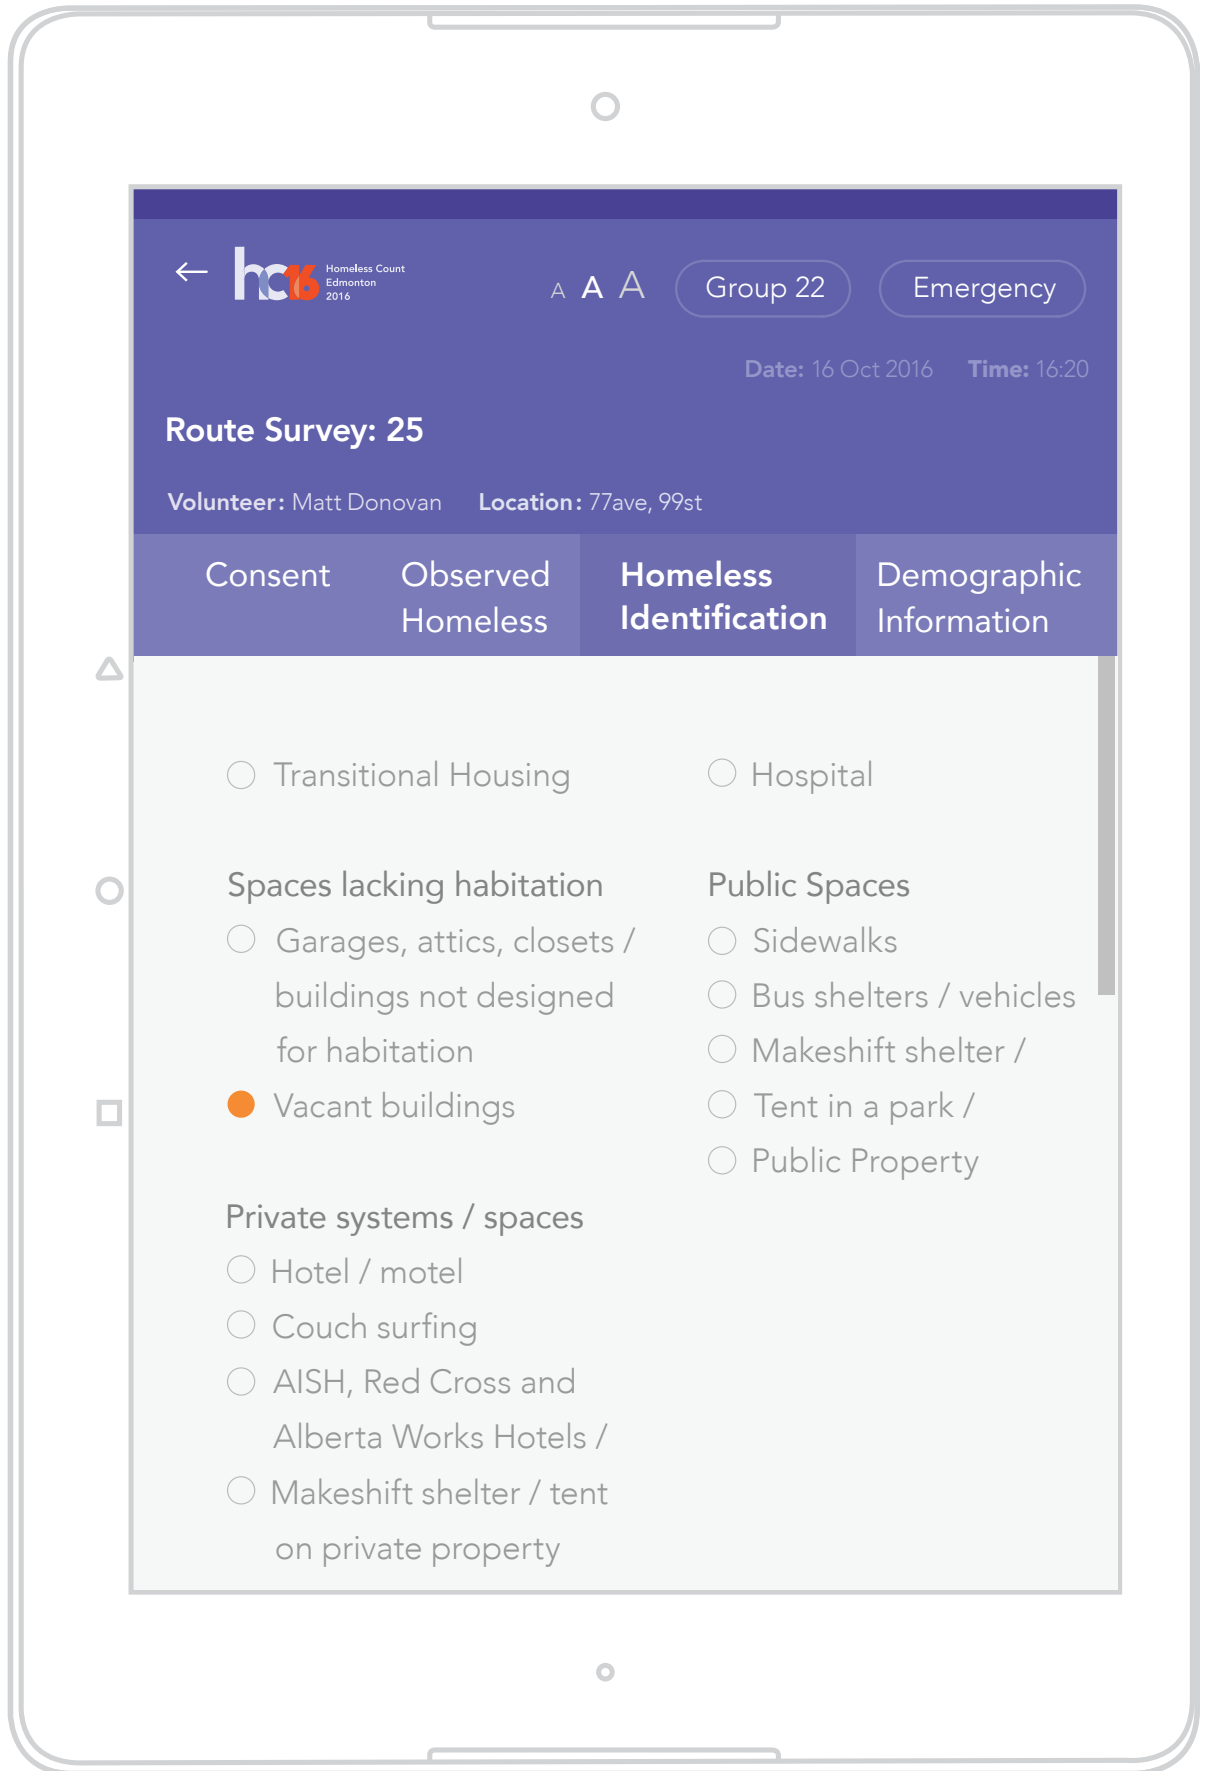 hc16
Homeless Count
Edmonton
2016
A A A
Group 22
Emergency
Date: 16 Oct 2016
Time: 16:20
Route Survey: 25
Volunteer: Matt Donovan
Location: 77ave, 99st
Consent
Observed
Homeless
Homeless
Identification
Demographic
Information
Transitional Housing
Hospital
Spaces lacking habitation
Garages, attics, closets /
buildings not designed
for habitation
Vacant buildings
Public Spaces
Sidewalks
Bus shelters / vehicles
Makeshift shelter /
Tent in a park /
Public Property
Private systems / spaces
Hotel / motel
Couch surfing
AISH, Red Cross and
Alberta Works Hotels /
Makeshift shelter / tent
on private property